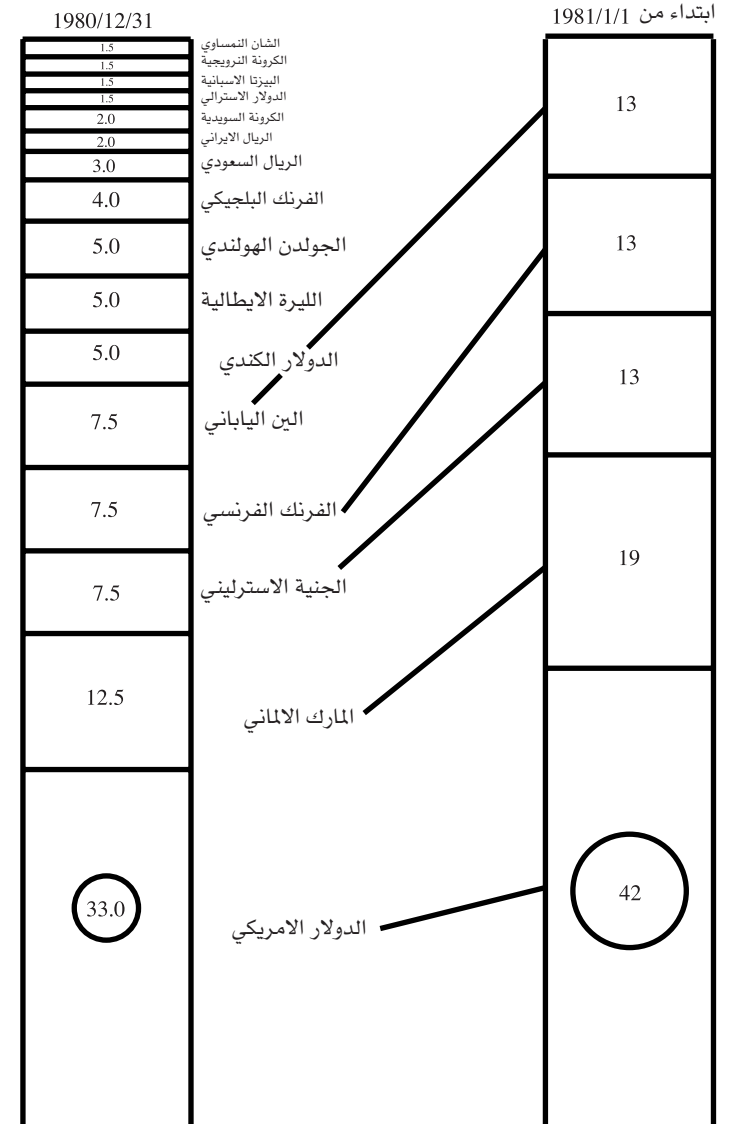 1980/12/31
ابتداء من 1981/1/1
1.5 الشان النمساوي
1.5 الكرونة النرويجية
1.5 البيزتا الاسبانية
1.5 الدولار الاسترالي
2.0 الكرونة السويدية
2.0 الريال الايراني
3.0 الريال السعودي
4.0 الفرنك البلجيكي
5.0 الجولدن الهولندي
5.0 الليرة الايطالية
5.0 الدولار الكندي
7.5 الين الياباني
7.5 الفرنك الفرنسي
7.5 الجنية الاسترليني
12.5 المارك الالماني
33.0 الدولار الامريكي
13
13
13
19
42